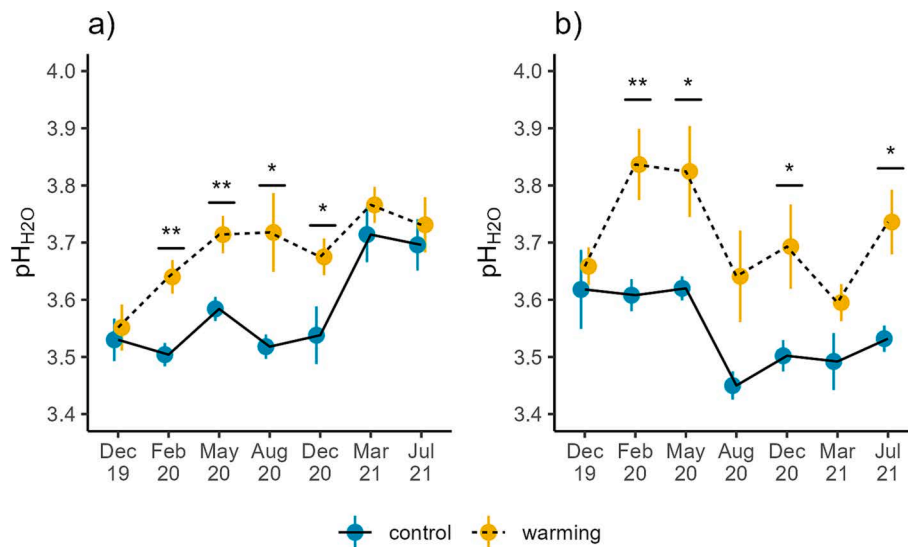 a)
pH_H2O
4.0
3.9
3.8
3.7
3.6
3.5
3.4
** ** * *
Dec 19 Feb 20 May 20 Aug 20 Dec 20 Mar 21 Jul 21
b)
pH_H2O
4.0
3.9
3.8
3.7
3.6
3.5
3.4
** * * *
Dec 19 Feb 20 May 20 Aug 20 Dec 20 Mar 21 Jul 21
control warming